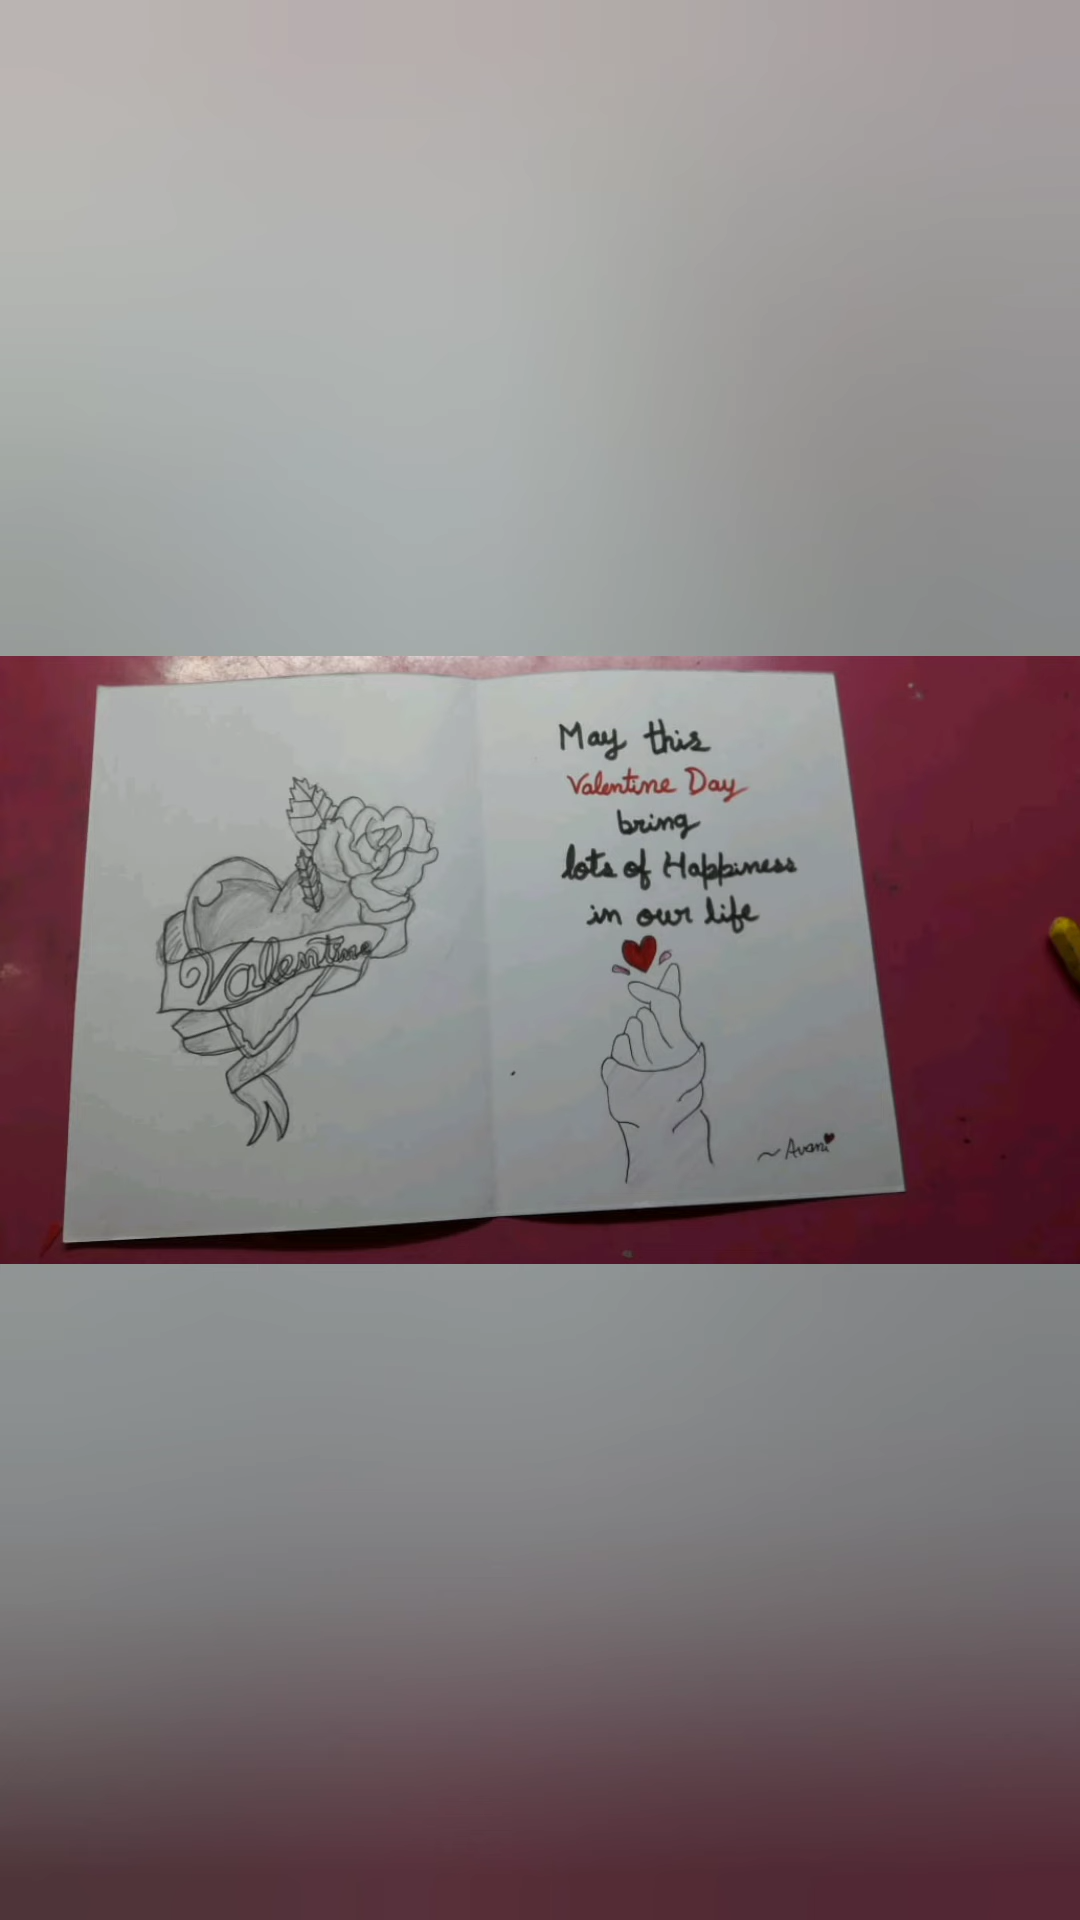 Valentine
May this
Valentine Day
bring
lots of Happiness
in our life
~ Avani